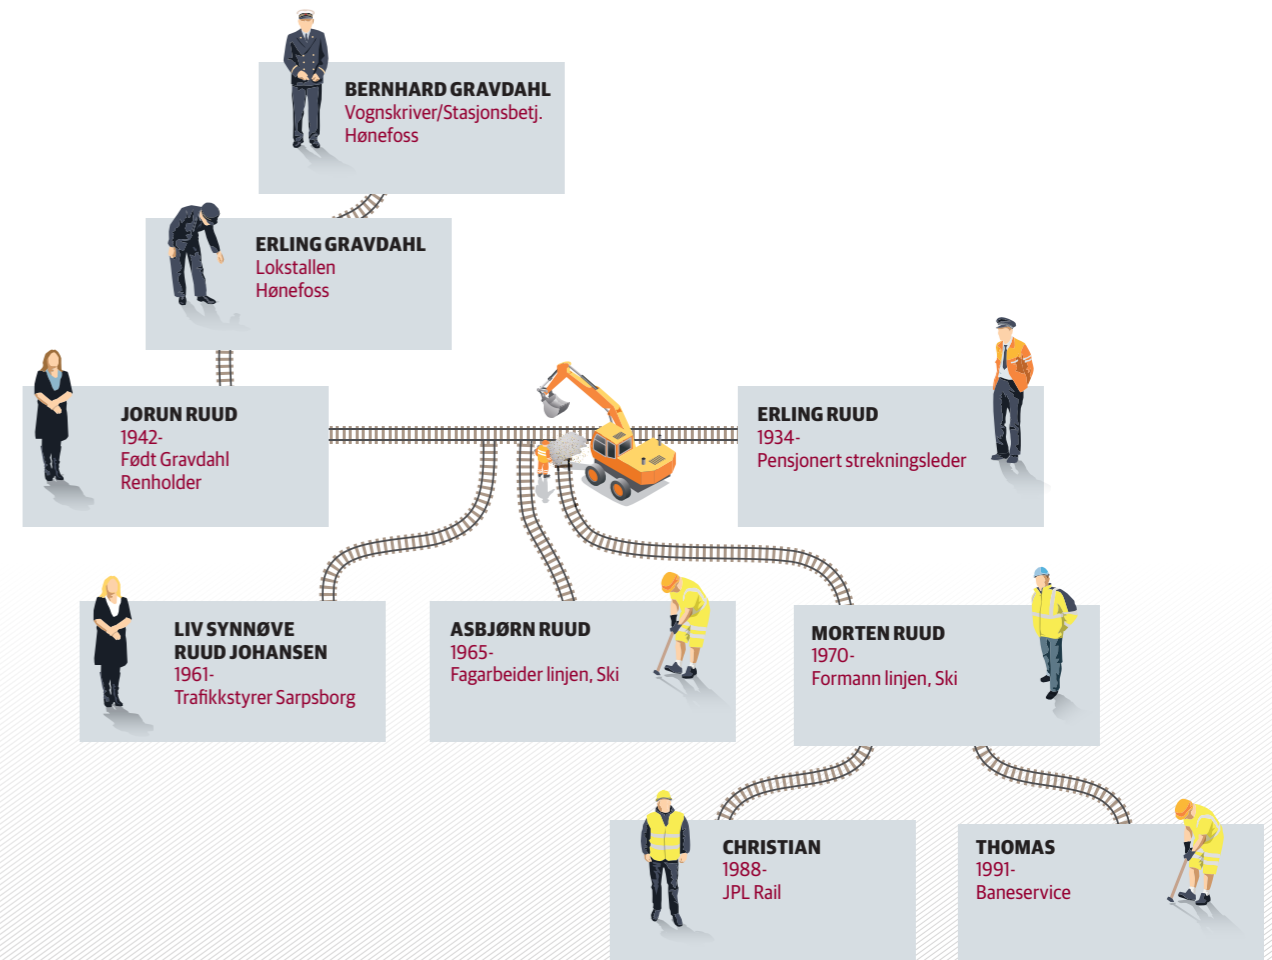 BERNHARD GRAVDAHL
Vognskriver/Stasjonsbetj.
Hønefoss
ERLING GRAVDAHL
Lokstallen
Hønefoss
JORUN RUUD
1942-
Født Gravdahl
Renholder
ERLING RUUD
1934-
Pensjonert strekningsleder
LIV SYNNØVE
RUUD JOHANSEN
1961-
Trafikkstyrer Sarpsborg
ASBJØRN RUUD
1965-
Fagarbeider linjen, Ski
MORTEN RUUD
1970-
Formann linjen, Ski
CHRISTIAN
1988-
JPL Rail
THOMAS
1991-
Baneservice